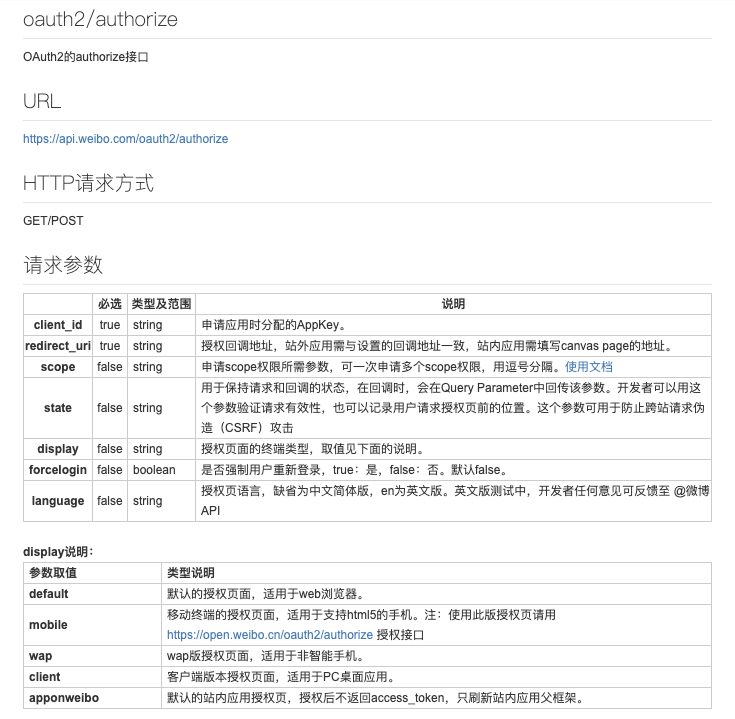 oauth2/authorize
OAuth2的authorize接口
URL
https://api.weibo.com/oauth2/authorize
HTTP请求方式
GET/POST
请求参数
必选 类型及范围 说明
client_id true string 申请应用时分配的AppKey。
redirect_uri true string 授权回调地址，站外应用需与设置的回调地址一致，站内应用需填写canvas page的地址。
scope false string 申请scope权限所需参数，可一次申请多个scope权限，用逗号分隔。使用文档
用于保持请求和回调的状态，在回调时，会在Query Parameter中回传该参数。开发者可以用这
state false string 个参数验证请求有效性，也可以记录用户请求授权页前的位置。这个参数可用于防止跨站请求伪
造（CSRF）攻击
display false string 授权页面的终端类型，取值见下面的说明。
forcelogin false boolean 是否强制用户重新登录，true：是，false：否。默认false。
language false string 授权页语言，缺省为中文简体版，en为英文版。英文版测试中，开发者任何意见可反馈至 @微博
API
display说明：
参数取值 类型说明
default 默认的授权页面，适用于web浏览器。
mobile 移动终端的授权页面，适用于支持html5的手机。注：使用此版授权页请用
https://open.weibo.cn/oauth2/authorize 授权接口
wap wap版授权页面，适用于非智能手机。
client 客户端版本授权页面，适用于PC桌面应用。
apponweibo 默认的站内应用授权页，授权后不返回access_token，只刷新站内应用父框架。